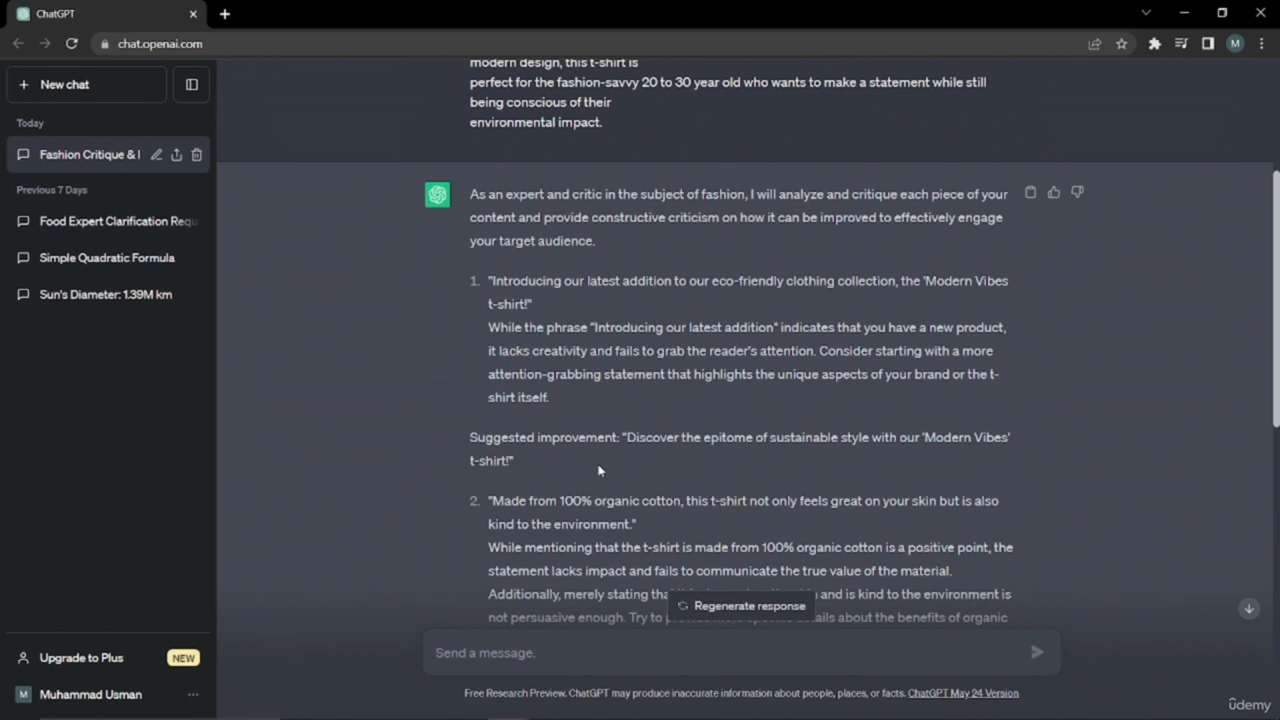 ChatGPT
chat.openai.com
M
New chat
Today
Fashion Critique & I
Previous 7 Days
Food Expert Clarification Requ
Simple Quadratic Formula
Sun's Diameter: 1.39M km
Upgrade to Plus NEW
M Muhammad Usman
modern design, this t-shirt is
perfect for the fashion-savvy 20 to 30 year old who wants to make a statement while still
being conscious of their
environmental impact.
As an expert and critic in the subject of fashion, I will analyze and critique each piece of your
content and provide constructive criticism on how it can be improved to effectively engage
your target audience.
1. "Introducing our latest addition to our eco-friendly clothing collection, the 'Modern Vibes
t-shirt!"
While the phrase "Introducing our latest addition" indicates that you have a new product,
it lacks creativity and fails to grab the reader's attention. Consider starting with a more
attention-grabbing statement that highlights the unique aspects of your brand or the t-
shirt itself.
Suggested improvement: "Discover the epitome of sustainable style with our 'Modern Vibes'
t-shirt!"
2. "Made from 100% organic cotton, this t-shirt not only feels great on your skin but is also
kind to the environment."
While mentioning that the t-shirt is made from 100% organic cotton is a positive point, the
statement lacks impact and fails to communicate the true value of the material.
Additionally, merely stating and is kind to the environment is
not persuasive enough. Try to details about the benefits of organic
Regenerate response
Send a message.
Free Research Preview. ChatGPT may produce inaccurate information about people, places, or facts. ChatGPT May 24 Version
ûdemy